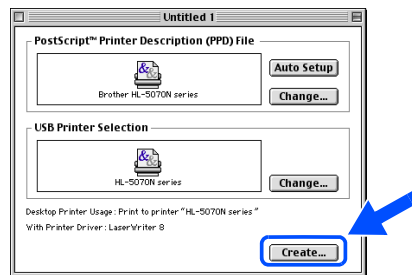 Untitled 1
PostScript™ Printer Description (PPD) File
Auto Setup
Brother HL-5070N series
Change...
USB Printer Selection
HL-5070N series
Change...
Desktop Printer Usage : Print to printer "HL-5070N series "
With Printer Driver : LaserWriter 8
Create...